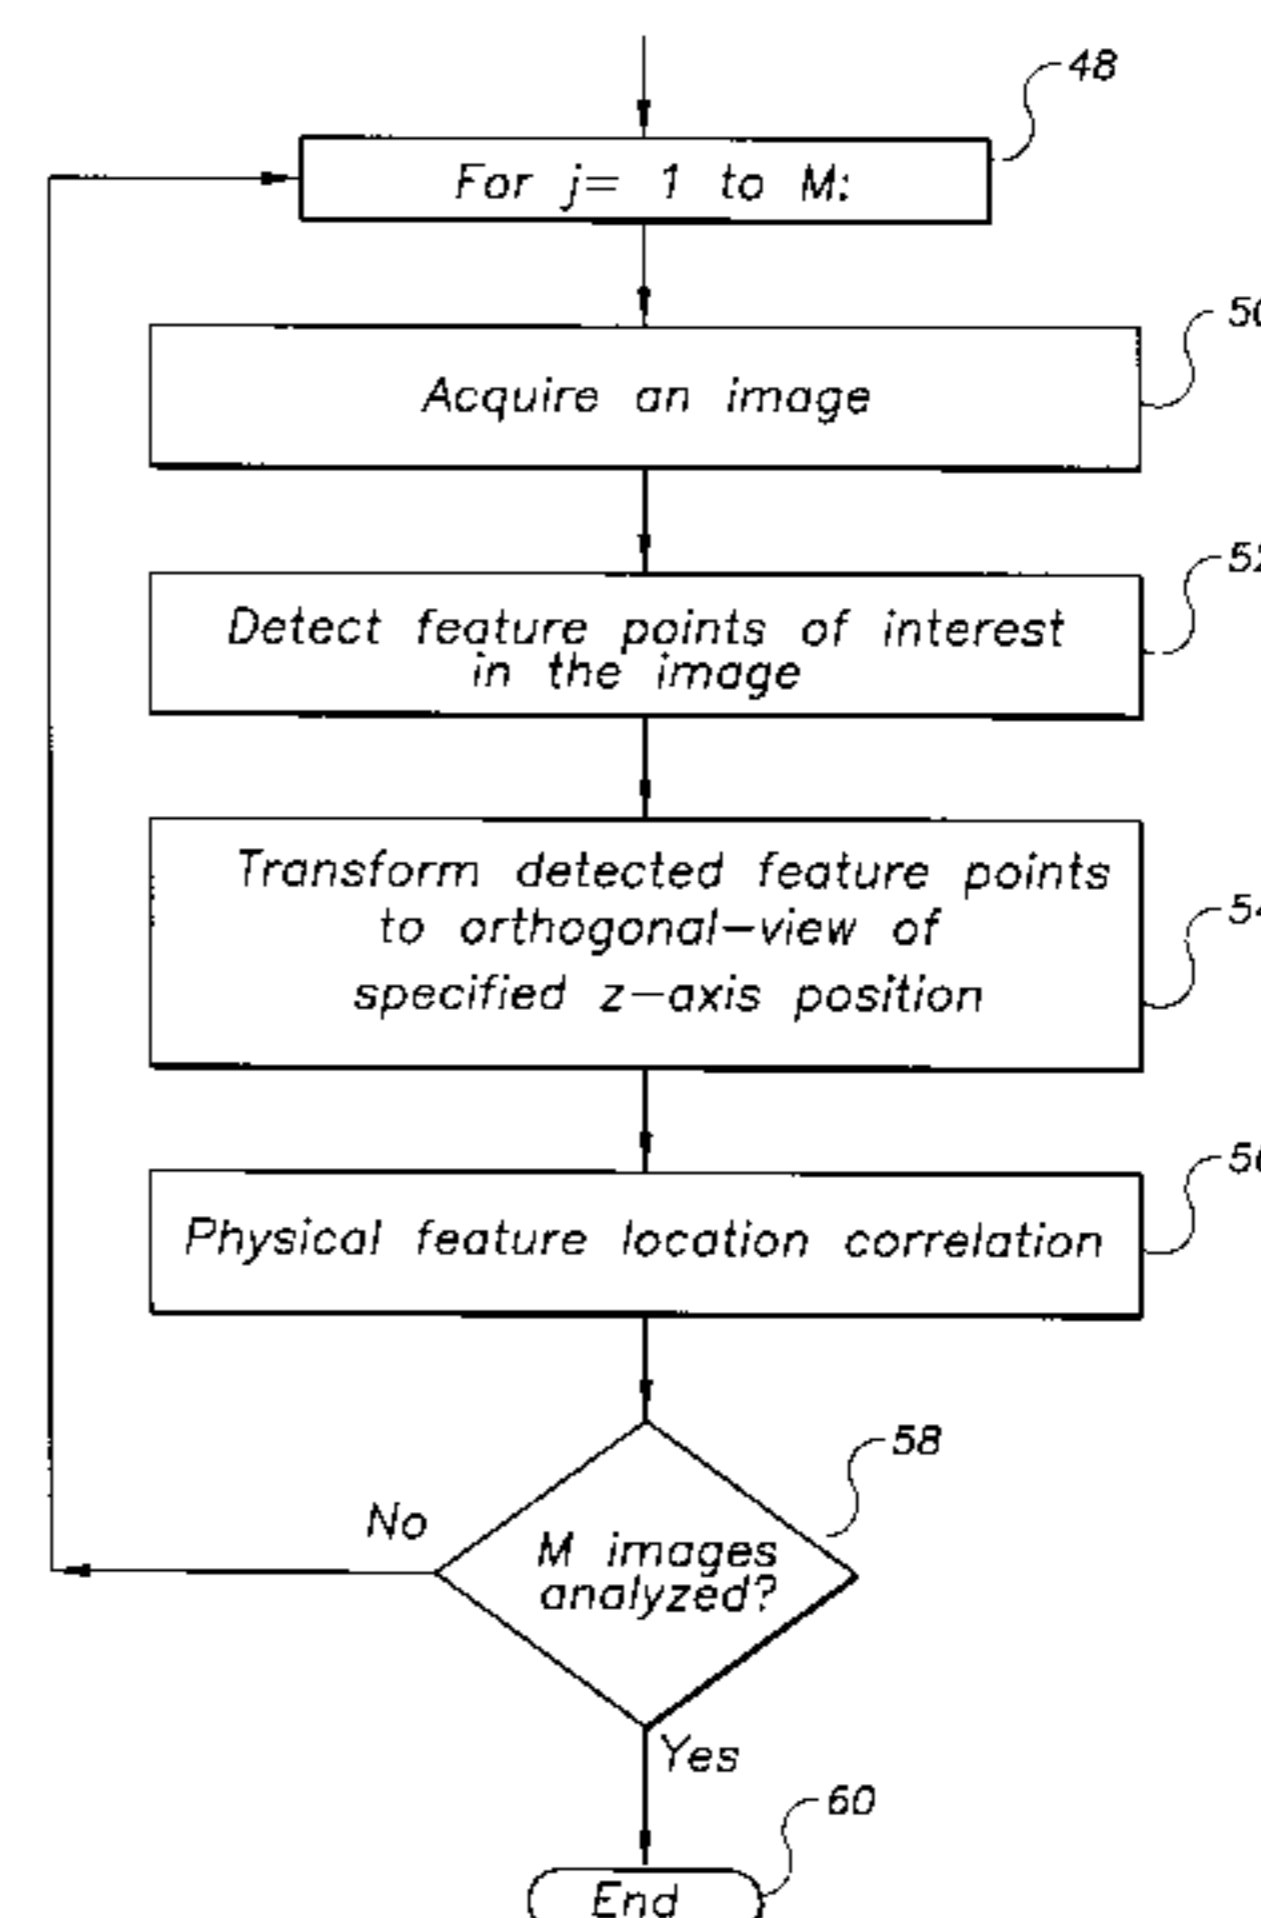 48
For j= 1 to M:
Acquire an image
52
Detect feature points of interest
in the image
Transform detected feature points
to orthogonal-view of
specified z-axis position
Physical feature location correlation
58
No
M images
analyzed?
Yes
60
End